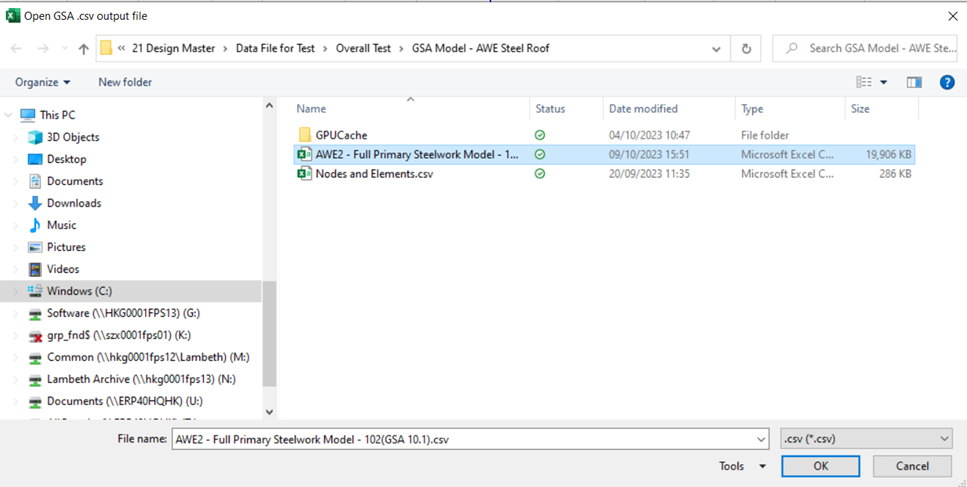 Open GSA .csv output file
« 21 Design Master › Data File for Test › Overall Test › GSA Model - AWE Steel Roof
Search GSA Model - AWE Ste...
Organize New folder
Name Status Date modified Type Size
GPUCache 04/10/2023 10:47 File folder
AWE2 - Full Primary Steelwork Model - 1... 09/10/2023 15:51 Microsoft Excel C... 19,906 KB
Nodes and Elements.csv 20/09/2023 11:35 Microsoft Excel C... 286 KB
This PC
3D Objects
Desktop
Documents
Downloads
Music
Pictures
Videos
Windows (C:)
Software (\\HKG0001FPS13) (G:)
grp_fnd$ (\\szx0001fps01) (K:)
Common (\\hkg0001fps12\Lambeth) (M:)
Lambeth Archive (\\hkg0001fps13) (N:)
Documents (\\ERP40HQHK) (U:)
File name: AWE2 - Full Primary Steelwork Model - 102(GSA 10.1).csv .csv (*.csv)
Tools OK Cancel